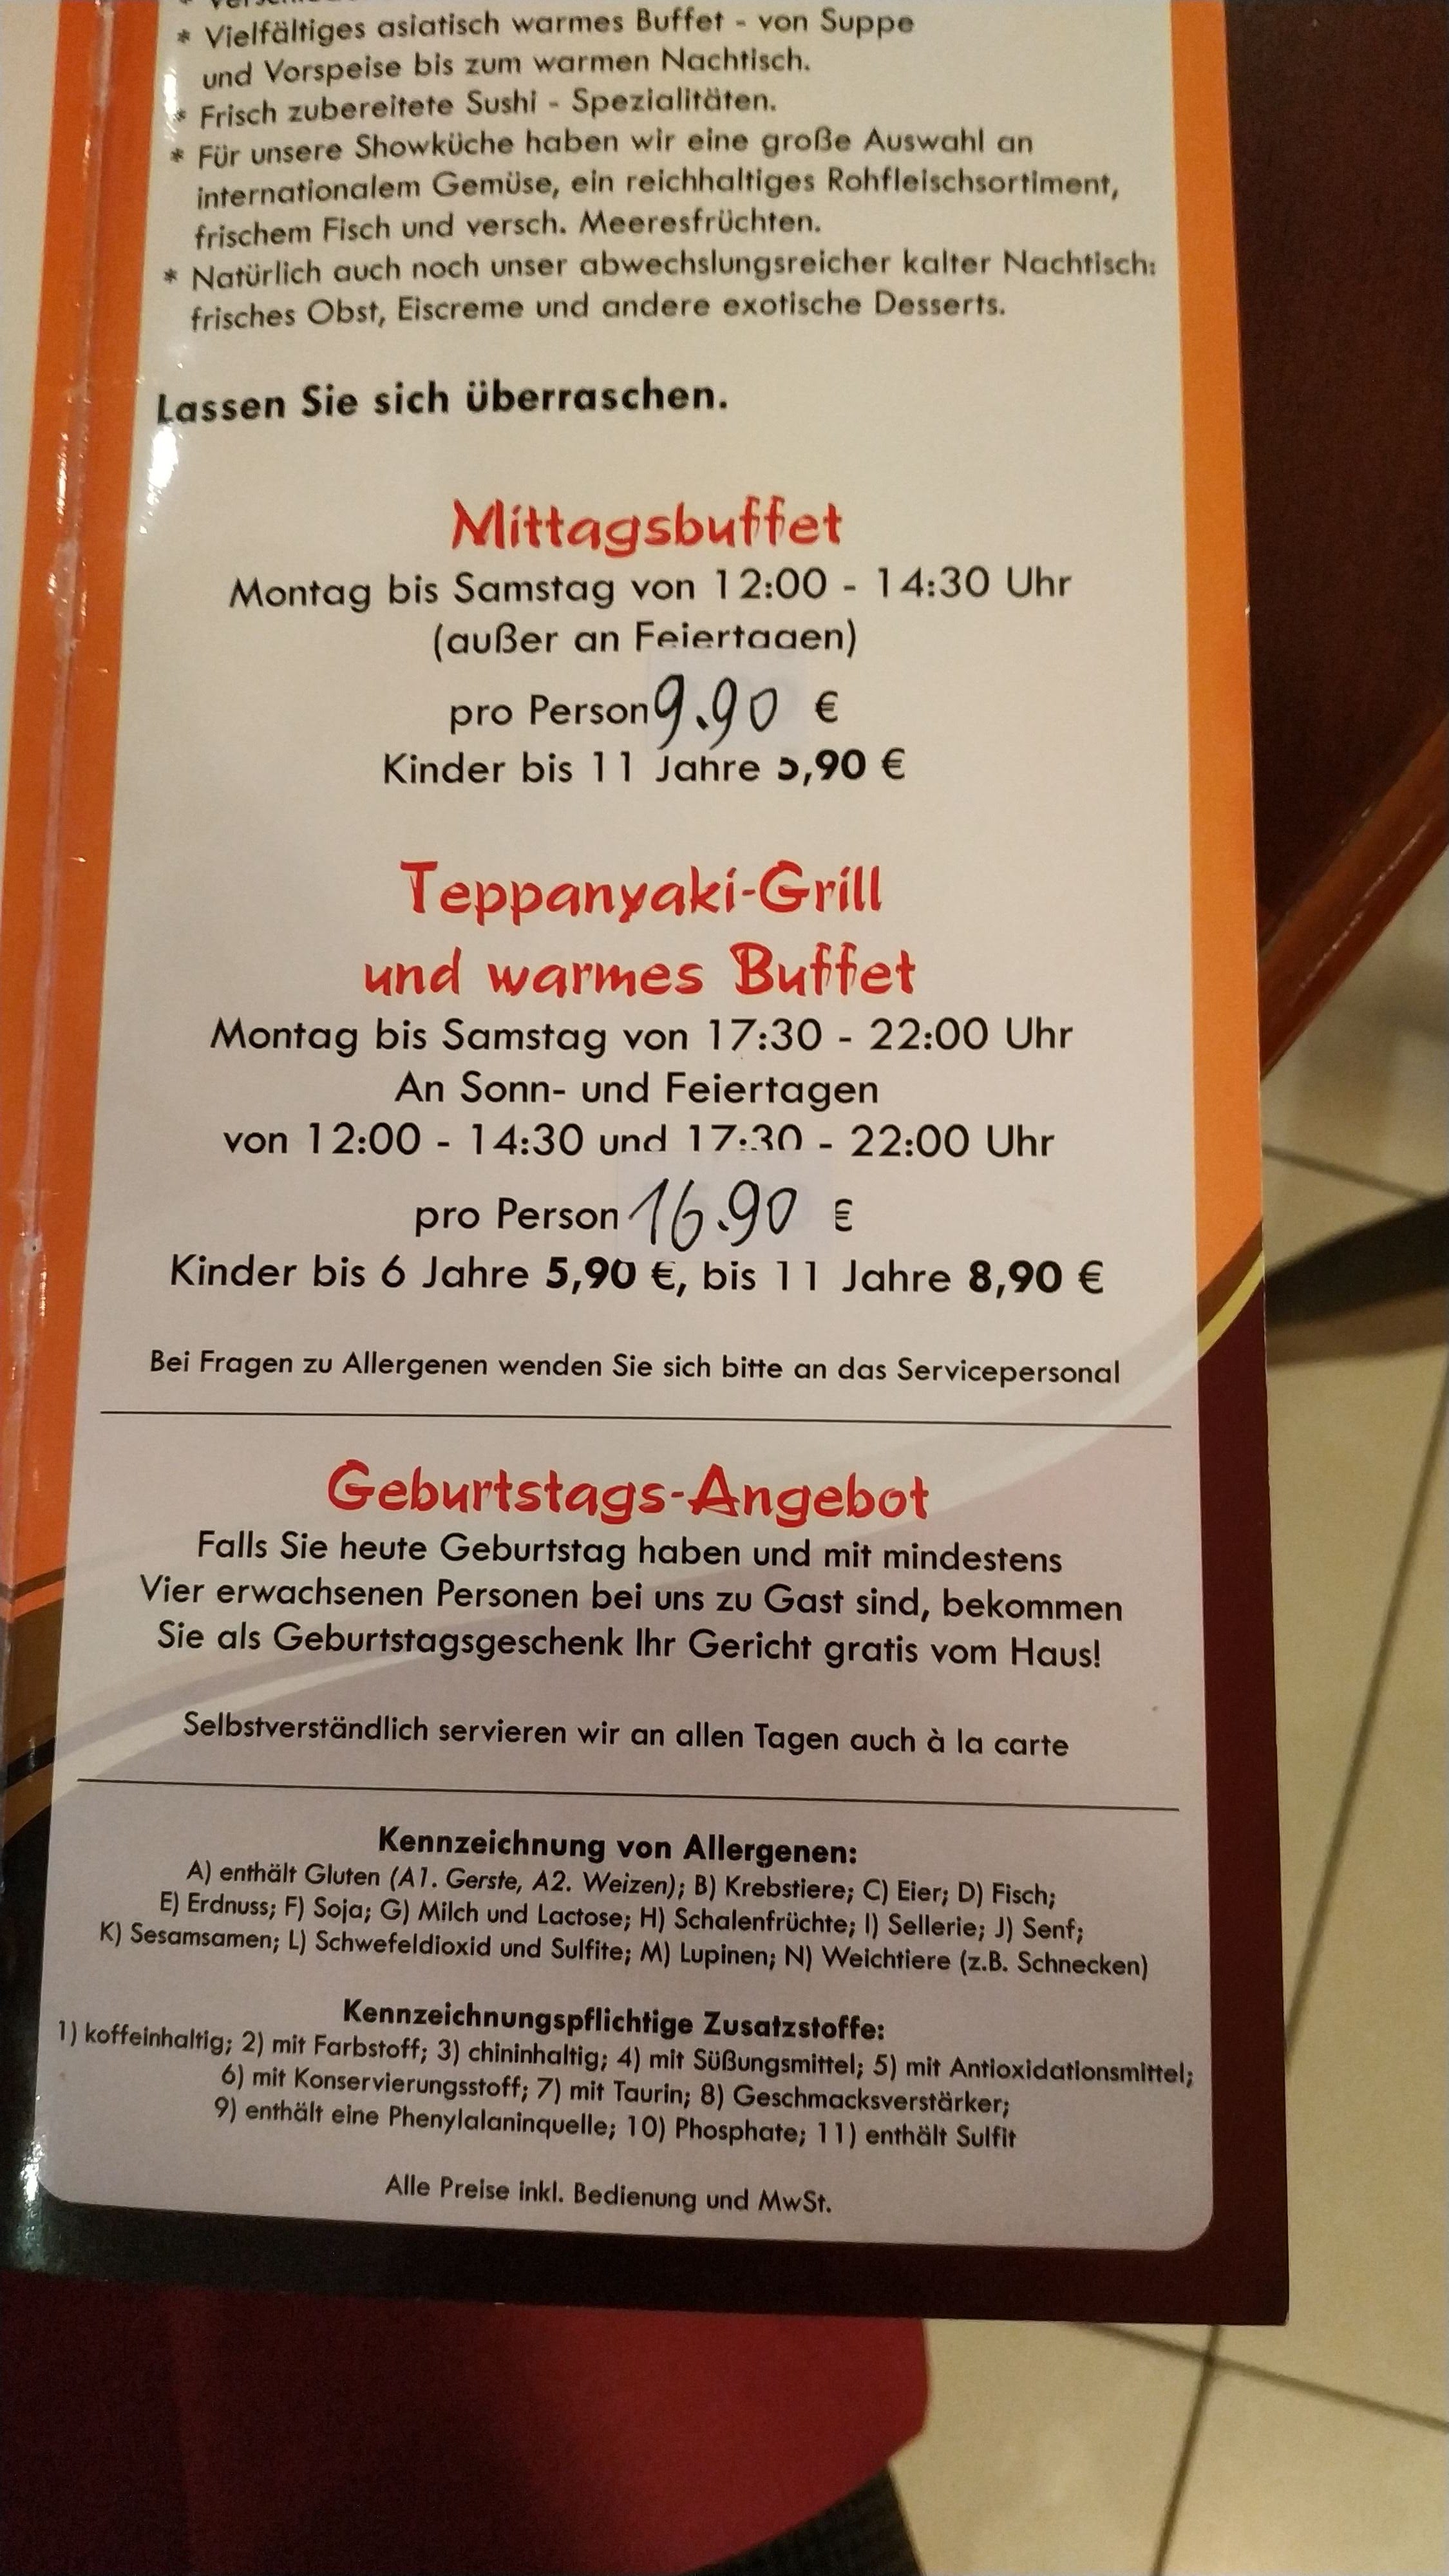 * Vielfältiges asiatisch warmes Buffet - von Suppe
und Vorspeise bis zum warmen Nachtisch.
* Frisch zubereitete Sushi - Spezialitäten.
* Für unsere Showküche haben wir eine große Auswahl an
internationalem Gemüse, ein reichhaltiges Rohfleischsortiment,
frischem Fisch und versch. Meeresfrüchten.
* Natürlich auch noch unser abwechslungsreicher kalter Nachtisch:
frisches Obst, Eiscreme und andere exotische Desserts.
Lassen Sie sich überraschen.
Mittagsbuffet
Montag bis Samstag von 12:00 - 14:30 Uhr
(außer an Feiertagen)
pro Person 9.90 €
Kinder bis 11 Jahre 5,90 €
Teppanyaki-Grill
und warmes Buffet
Montag bis Samstag von 17:30 - 22:00 Uhr
An Sonn- und Feiertagen
von 12:00 - 14:30 und 17:30 - 22:00 Uhr
pro Person 16.90 €
Kinder bis 6 Jahre 5,90 €, bis 11 Jahre 8,90 €
Bei Fragen zu Allergenen wenden Sie sich bitte an das Servicepersonal
Geburtstags-Angebot
Falls Sie heute Geburtstag haben und mit mindestens
Vier erwachsenen Personen bei uns zu Gast sind, bekommen
Sie als Geburtstagsgeschenk Ihr Gericht gratis vom Haus!
Selbstverständlich servieren wir an allen Tagen auch à la carte
Kennzeichnung von Allergenen:
A) enthält Gluten (A1. Gerste, A2. Weizen); B) Krebstiere; C) Eier; D) Fisch;
E) Erdnuss; F) Soja; G) Milch und Lactose; H) Schalenfrüchte; I) Sellerie; J) Senf;
K) Sesamsamen; L) Schwefeldioxid und Sulfite; M) Lupinen; N) Weichtiere (z.B. Schnecken)
Kennzeichnungspflichtige Zusatzstoffe:
1) koffeinhaltig; 2) mit Farbstoff; 3) chininhaltig; 4) mit Süßungsmittel; 5) mit Antioxidationsmittel;
6) mit Konservierungsstoff; 7) mit Taurin; 8) Geschmacksverstärker;
9) enthält eine Phenylalaninquelle; 10) Phosphate; 11) enthält Sulfit
Alle Preise inkl. Bedienung und MwSt.